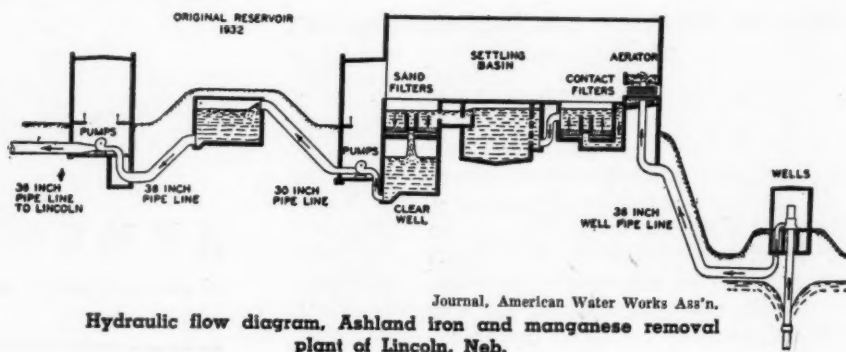 ORIGINAL RESERVOIR
1932
SETTLING
BASIN
AERATOR
SAND
FILTERS
CONTACT
FILTERS
PUMPS
PUMPS
WELLS
36 INCH
PIPE LINE
TO LINCOLN
36 INCH
PIPE LINE
30 INCH
PIPE LINE
CLEAR
WELL
36 INCH
WELL PIPE LINE
Journal, American Water Works Ass'n.
Hydraulic flow diagram, Ashland iron and manganese removal
plant of Lincoln, Neb.